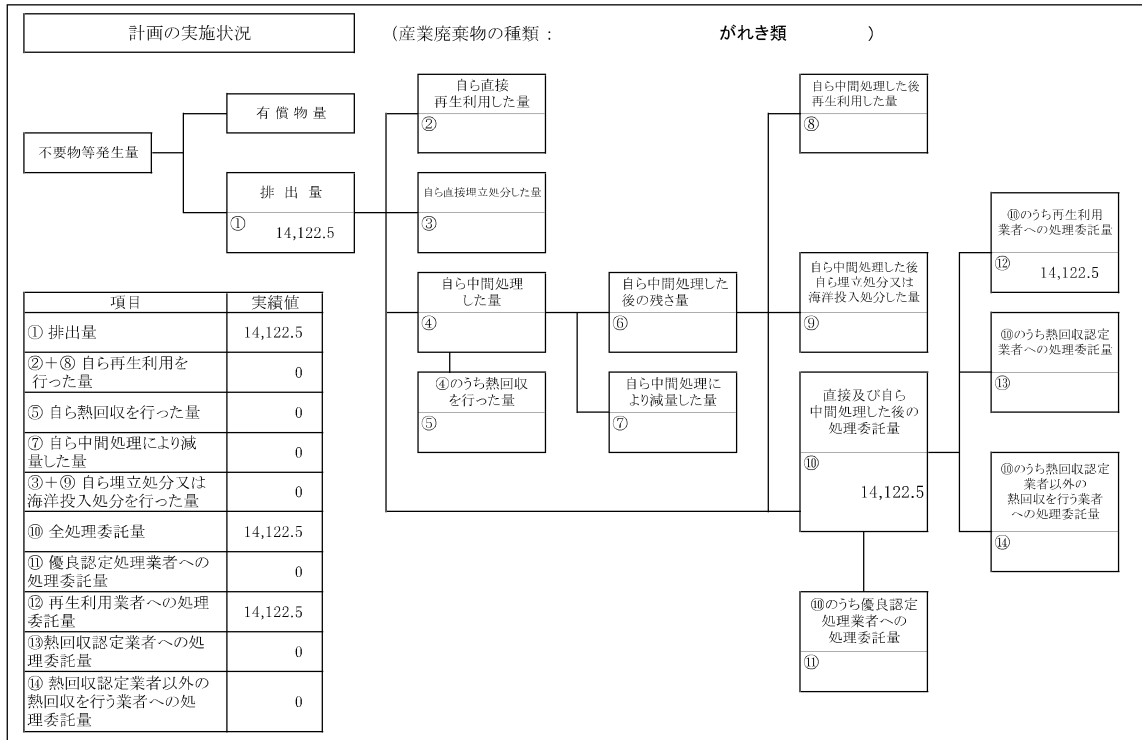 計画の実施状況
(産業廃棄物の種類 : がれき類 )
不要物等発生量
有償物量
排出量
① 14,122.5
自ら直接
再生利用した量
②
自ら直接埋立処分した量
③
自ら中間処理
した量
④
④のうち熱回収
を行った量
⑤
自ら中間処理した
後の残さ量
⑥
自ら中間処理に
より減量した量
⑦
自ら中間処理した後
再生利用した量
⑧
自ら中間処理した後
自ら埋立処分又は
海洋投入処分した量
⑨
直接及び自ら
中間処理した後の
処理委託量
⑩
14,122.5
⑩のうち優良認定
処理業者への
処理委託量
⑪
⑩のうち再生利用
業者への処理委託量
⑫ 14,122.5
⑩のうち熱回収認定
業者への処理委託量
⑬
⑩のうち熱回収認定
業者以外の
熱回収を行う業者
への処理委託量
⑭
項目 実績値
① 排出量 14,122.5
②+⑧ 自ら再生利用を
行った量 0
⑤ 自ら熱回収を行った量 0
⑦ 自ら中間処理により減
量した量 0
③+⑨ 自ら埋立処分又は
海洋投入処分を行った量 0
⑩ 全処理委託量 14,122.5
⑪ 優良認定処理業者への
処理委託量 0
⑫ 再生利用業者への処理
委託量 14,122.5
⑬熱回収認定業者への処
理委託量 0
⑭ 熱回収認定業者以外の
熱回収を行う業者への処
理委託量 0